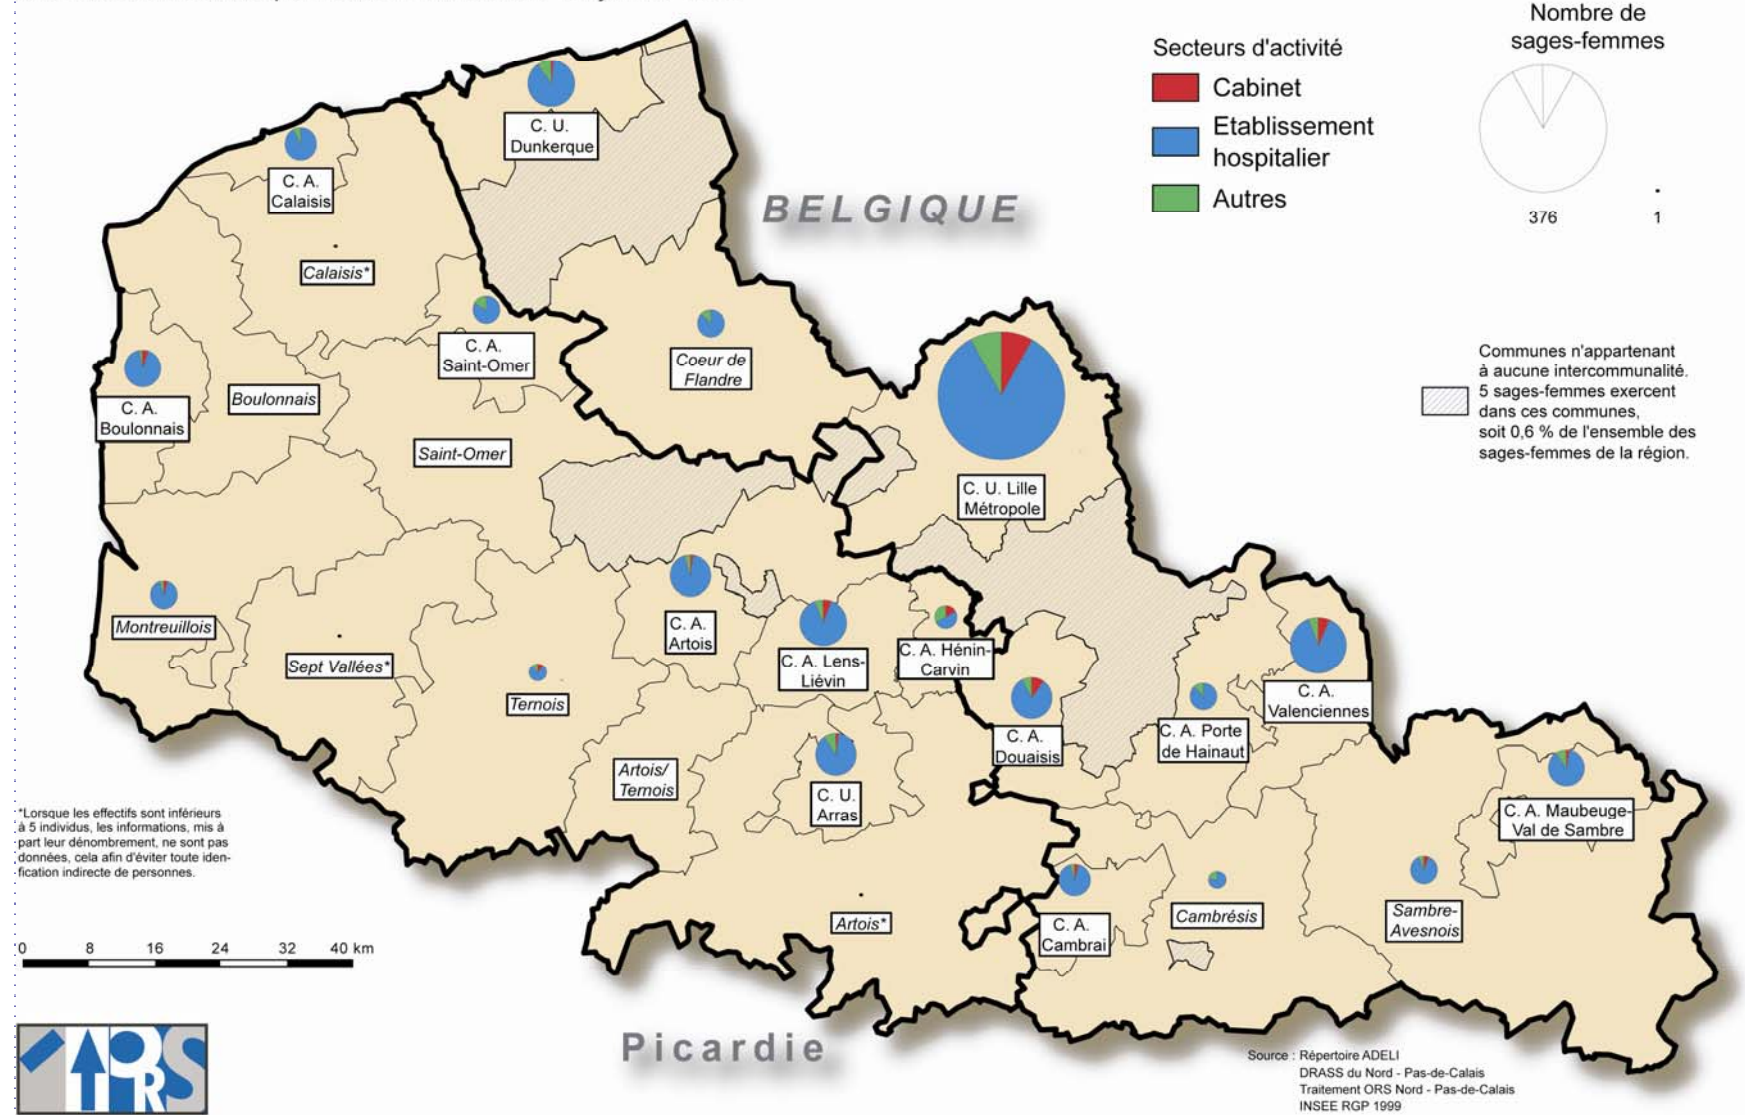 Nombre de
sages-femmes
Secteurs d'activité
Cabinet
Etablissement
hospitalier
Autres
376
1
BELGIQUE
C. U.
Dunkerque
C. A.
Calaisis
Calaisis*
C. A.
Saint-Omer
Coeur de
Flandre
C. A.
Boulonnais
Boulonnais
Saint-Omer
C. U. Lille
Métropole
Communes n'appartenant
à aucune intercommunalité.
5 sages-femmes exercent
dans ces communes,
soit 0,6 % de l'ensemble des
sages-femmes de la région.
Montreuillois
Sept Vallées*
Ternois
C. A.
Artois
C. A. Lens-
Liévin
C. A. Hénin-
Carvin
C. A.
Douaisis
C. A. Porte
de Hainaut
C. A.
Valenciennes
Artois/
Ternois
C. U.
Arras
C. A. Maubeuge-
Val de Sambre
Artois*
C. A.
Cambrai
Cambrésis
Sambre-
Avesnois
*Lorsque les effectifs sont inférieurs
à 5 individus, les informations, mis à
part leur dénombrement, ne sont pas
données, cela afin d'éviter toute iden-
fication indirecte de personnes.
0 8 16 24 32 40 km
Picardie
ORS
Source : Répertoire ADELI
DRASS du Nord - Pas-de-Calais
Traitement ORS Nord - Pas-de-Calais
INSEE RGP 1999